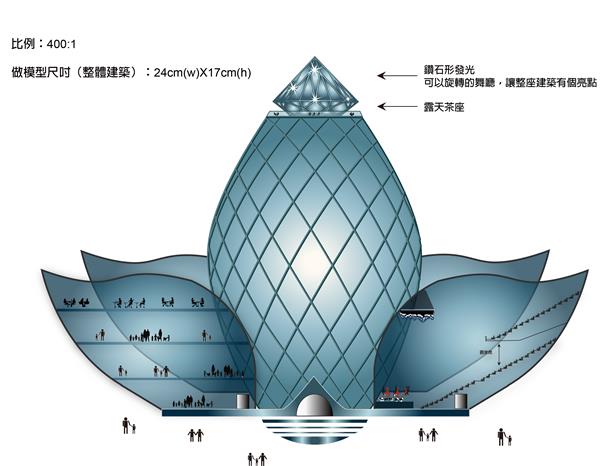 比例：400:1
做模型尺吋（整體建築）：24cm(w)X17cm(h)
鑽石形發光
可以旋轉的舞廳，讓整座建築有個亮點
露天茶座